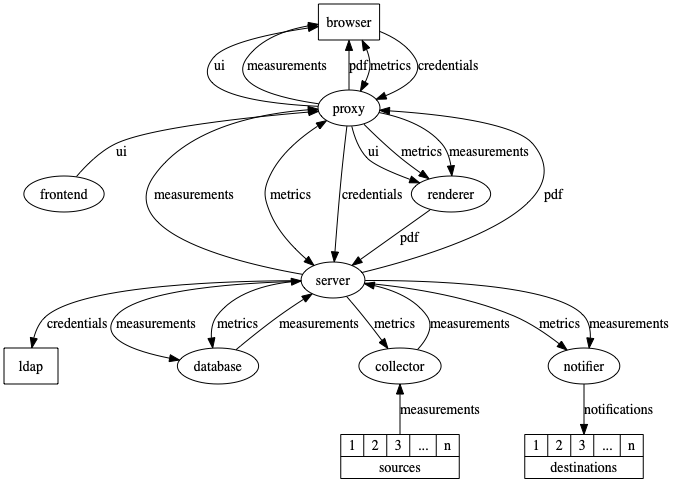 browser
ui
measurements
pdf
metrics
credentials
proxy
ui
ui
metrics
measurements
frontend
measurements
metrics
credentials
renderer
pdf
pdf
server
credentials
measurements
metrics
measurements
metrics
measurements
metrics
measurements
ldap
database
collector
notifier
measurements
notifications
1 2 3 ... n
sources
1 2 3 ... n
destinations